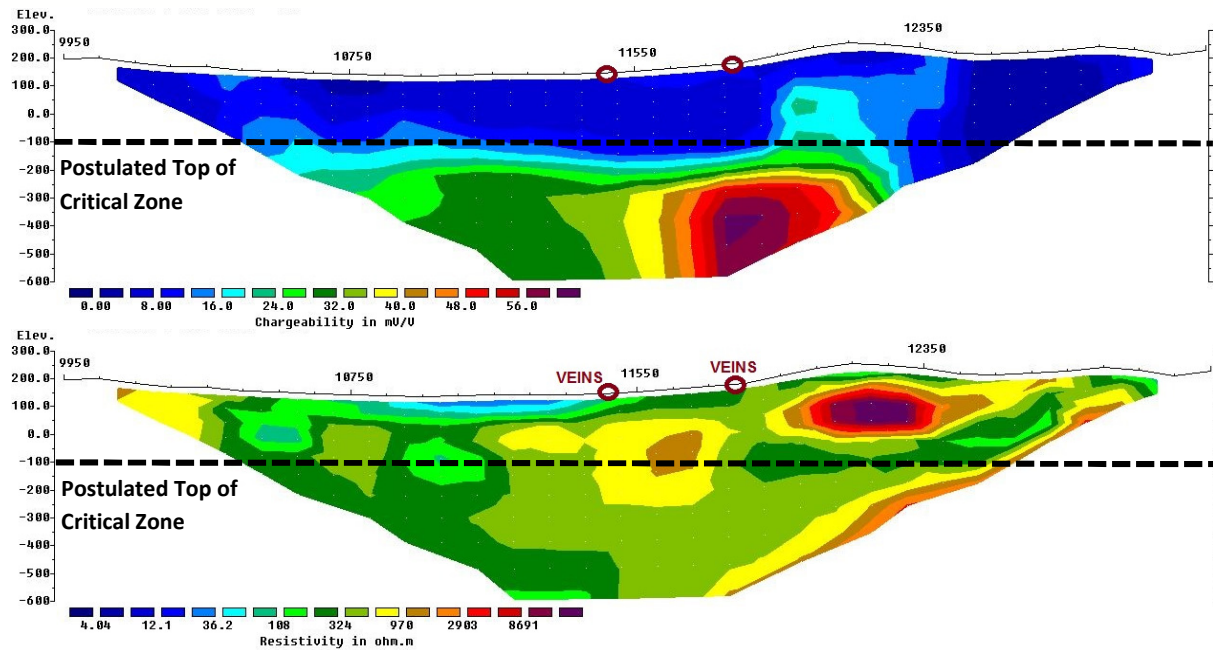 Elev.
300.0
9950
12350
200.0
10750
11550
100.0
0.0
-100
Postulated Top of
-200
Critical Zone
-300
-400
-500
-600
0.00 8.00 16.0 24.0 32.0 40.0 48.0 56.0
Chargeability in mV/V
Elev.
300.0
9950
12350
VEINS
200.0
10750
VEINS
11550
100.0
0.0
-100
Postulated Top of
-200
Critical Zone
-300
-400
-500
-600
4.04 12.1 36.2 108 324 970 2903 8691
Resistivity in ohm.m